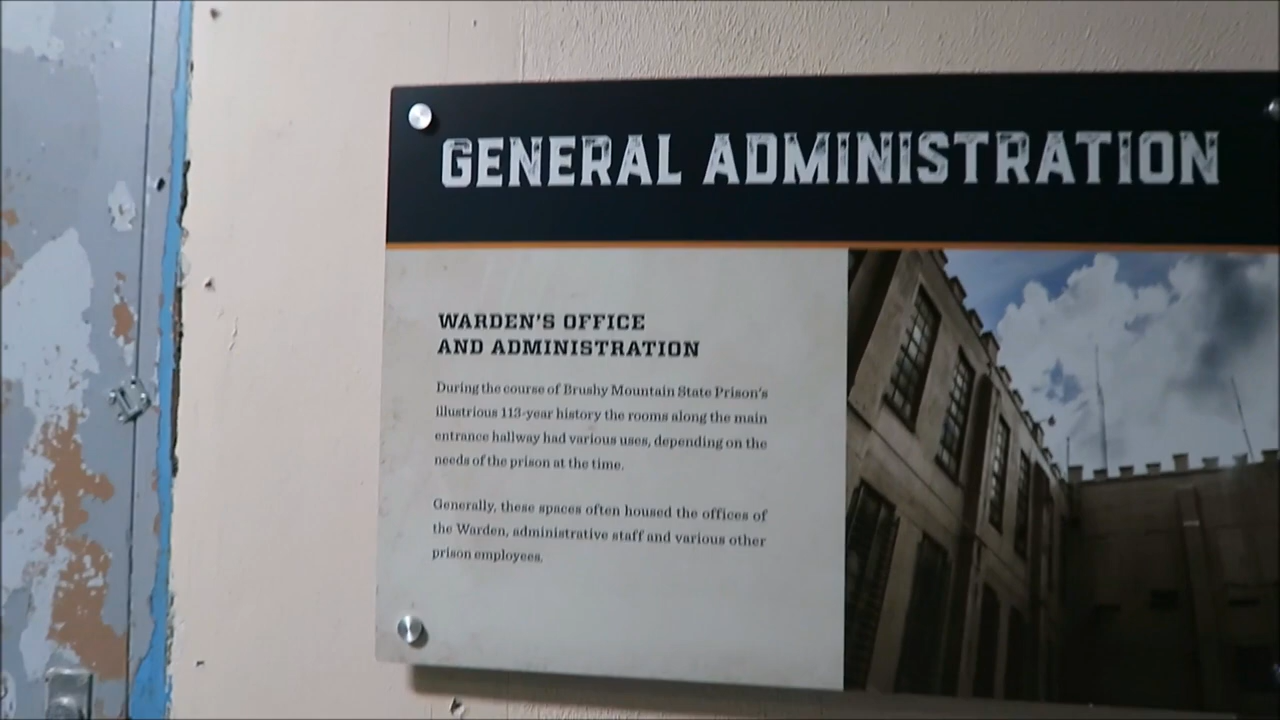 GENERAL ADMINISTRATION
WARDEN'S OFFICE
AND ADMINISTRATION
During the course of Brushy Mountain State Prison's
illustrious 113-year history the rooms along the main
entrance hallway had various uses, depending on the
needs of the prison at the time.
Generally, these spaces often housed the offices of
the Warden, administrative staff and various other
prison employees.